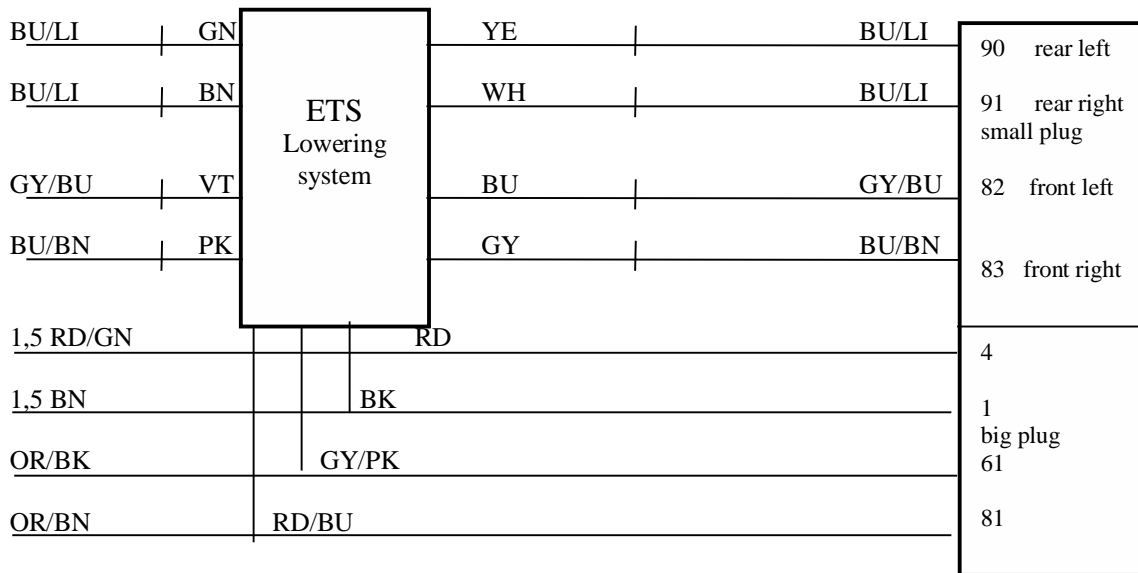 BU/LI GN YE BU/LI 90 rear left
BU/LI BN WH BU/LI 91 rear right
small plug
ETS
Lowering
system
GY/BU VT BU GY/BU 82 front left
BU/BN PK GY BU/BN 83 front right
1,5 RD/GN RD 4
1,5 BN BK 1
big plug
OR/BK GY/PK 61
OR/BN RD/BU 81